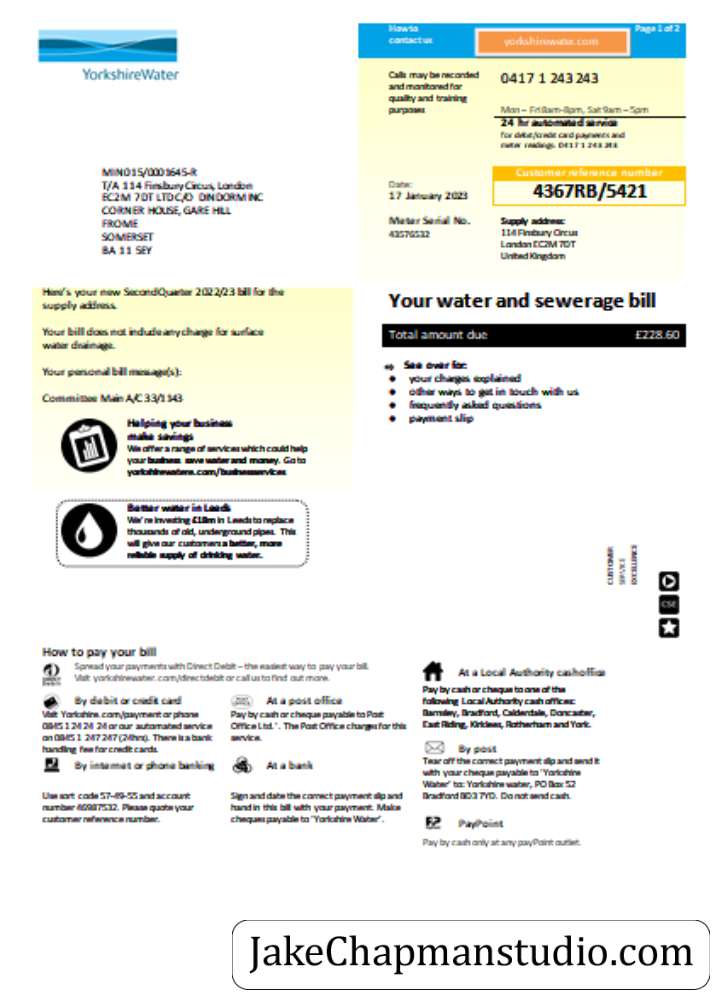 YorkshireWater
How to
contact us
yorkshirewater.com
Page 1 of 2
Calls may be recorded
and monitored for
quality and training
purposes
0417 1 243 243
Mon – Fri 8am-8pm, Sat 9am – 5pm
24 hr automated service
for debit/credit card payments and
meter readings. 0417 1 243 243
Customer reference number
4367RB/5421
MIN015/0001645-R
T/A 114 Finsbury Circus, London
EC2M 7DT LTDC/O DINDORM INC
CORNER HOUSE, GARE HILL
FROME
SOMERSET
BA 11 5EY
Date:
17 January 2023
Meter Serial No.
43576532
Supply address:
114 Finsbury Circus
London EC2M 7DT
United Kingdom
Here's your new Second Quarter 2022/23 bill for the
supply address.
Your bill does not include any charge for surface
water drainage.
Your personal bill message(s):
Committee Main A/C 33/1143
Helping your business
make savings
We offer a range of services which could help
your business save water and money. Go to
yorkshirewatere.com/businesservices
Your water and sewerage bill
Total amount due £228.60
See over for:
your charges explained
other ways to get in touch with us
frequently asked questions
payment slip
Better water in Leeds
We're investing £18m in Leeds to replace
thousands of old, underground pipes. This
will give our customers a better, more
reliable supply of drinking water.
CUSTOMER
SERVICE
EXCELLENCE
CSE
How to pay your bill
Spread your payments with Direct Debit – the easiest way to pay your bill.
Visit yorkshirewater.com/directdebit or call us to find out more.
By debit or credit card
Visit Yorkshire.com/payment or phone
0845 1 24 24 24 or our automated service
on 0845 1 247 247 (24hrs). There is a bank
handling fee for credit cards.
By internet or phone banking
Use sort code 57-49-55 and account
number 46987532. Please quote your
customer reference number.
At a post office
Pay by cash or cheque payable to Post
Office Ltd.'. The Post Office charges for this
service.
At a bank
Sign and date the correct payment slip and
hand in this bill with your payment. Make
cheques payable to 'Yorkshire Water'.
At a Local Authority cash office
Pay by cash or cheque to one of the
following Local Authority cash offices:
Barnsley, Bradford, Calderdale, Doncaster,
East Riding, Kirklees, Rotherham and York.
By post
Tear off the correct payment slip and send it
with your cheque payable to 'Yorkshire
Water' to: Yorkshire water, PO Box 52
Bradford BD3 7YD. Do not send cash.
PayPoint
Pay by cash only at any payPoint outlet.
JakeChapmanstudio.com